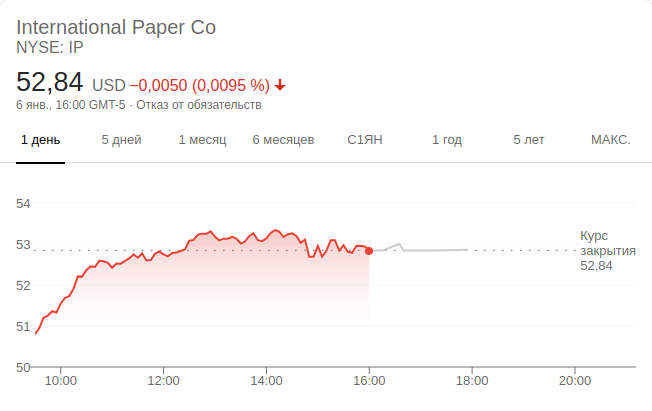 International Paper Co
NYSE: IP
52,84 USD −0,0050 (0,0095 %)
6 янв., 16:00 GMT-5 · Отказ от обязательств
1 день 5 дней 1 месяц 6 месяцев С1ЯН 1 год 5 лет МАКС.
54
53
52
51
50
Курс
закрытия
52,84
10:00 12:00 14:00 16:00 18:00 20:00